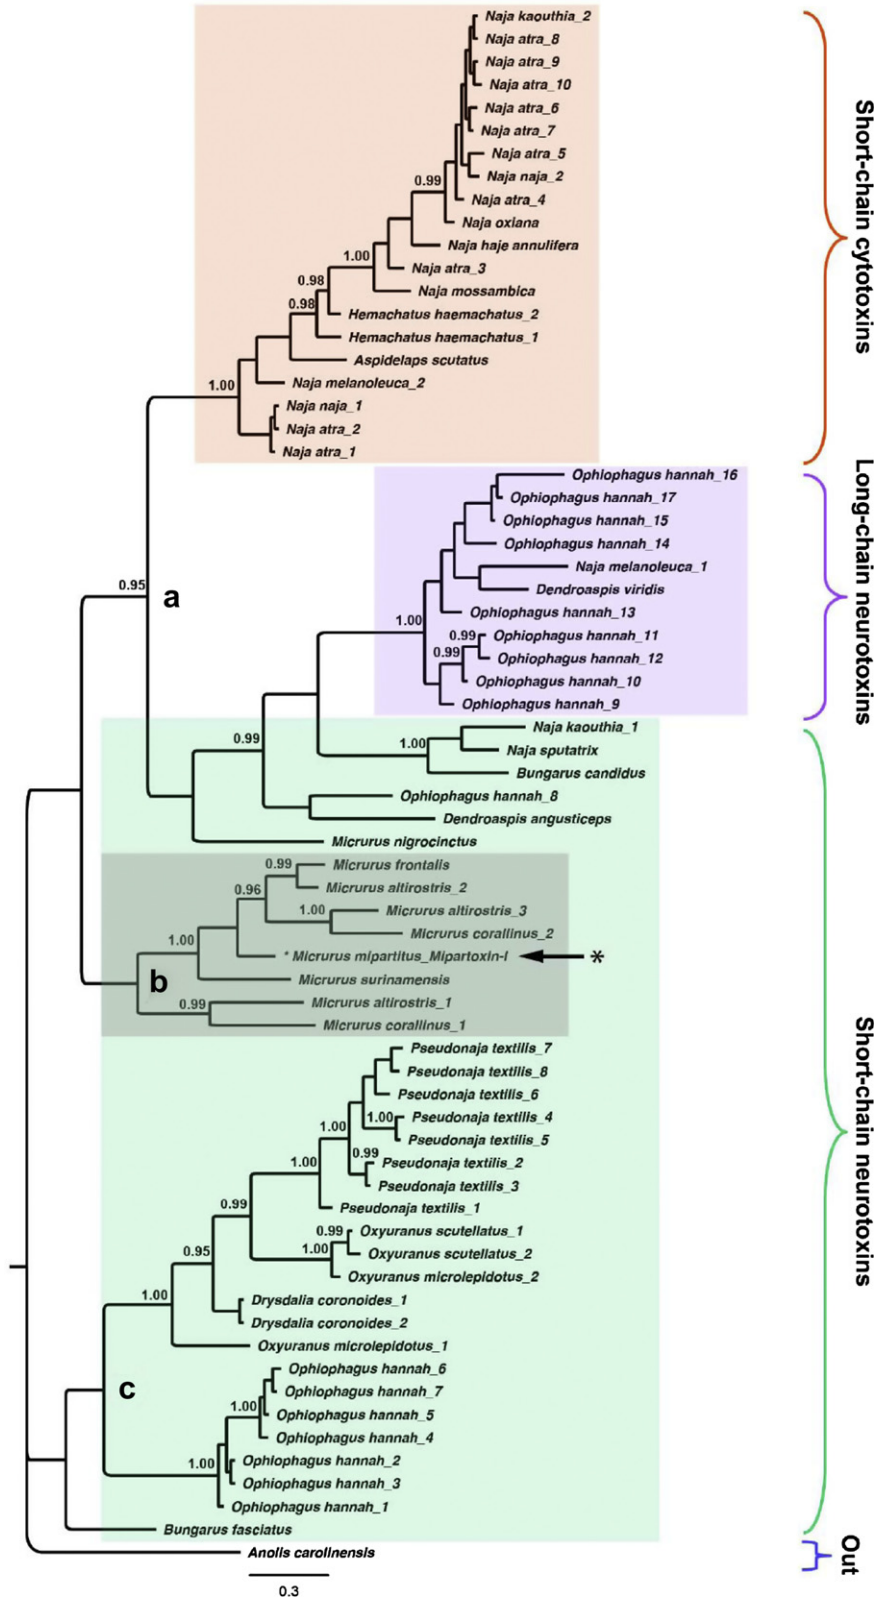 Naja kaouthia_2
Naja atra_8
Naja atra_9
Naja atra_10
Naja atra_6
Naja atra_7
Naja atra_5
0.99
Naja naja_2
Naja atra_4
Naja oxiana
Naja haje annulifera
1.00
Naja atra_3
0.98
Naja mossambica
0.98
Hemachatus haemachatus_2
Hemachatus haemachatus_1
Aspidelaps scutatus
1.00
Naja melanoleuca_2
Naja naja_1
Naja atra_2
Naja atra_1
Short-chain cytotoxins
Ophiophagus hannah_16
Ophiophagus hannah_17
Ophiophagus hannah_15
Ophiophagus hannah_14
Naja melanoleuca_1
0.95
a
Dendroaspis viridis
1.00
Ophiophagus hannah_13
0.99
Ophiophagus hannah_11
0.99
Ophiophagus hannah_12
Ophiophagus hannah_10
Ophiophagus hannah_9
Long-chain neurotoxins
Naja kaouthia_1
0.99
1.00
Naja sputatrix
Bungarus candidus
Ophiophagus hannah_8
Dendroaspis angusticeps
Micrurus nigrocinctus
0.99
Micrurus frontalis
0.96
Micrurus altirostris_2
1.00
Micrurus altirostris_3
Micrurus corallinus_2
1.00
* Micrurus mipartitus_Mipartoxin-I
*
b
Micrurus surinamensis
0.99
Micrurus altirostris_1
Micrurus corallinus_1
Pseudonaja textilis_7
Pseudonaja textilis_8
Pseudonaja textilis_6
1.00
Pseudonaja textilis_4
1.00
Pseudonaja textilis_5
0.99
1.00
Pseudonaja textilis_2
Pseudonaja textilis_3
0.99
Pseudonaja textilis_1
0.99
Oxyuranus scutellatus_1
0.95
1.00
Oxyuranus scutellatus_2
Oxyuranus microlepidotus_2
1.00
Drysdalia coronoides_1
Drysdalia coronoides_2
Oxyuranus microlepidotus_1
c
Ophiophagus hannah_6
Ophiophagus hannah_7
1.00
Ophiophagus hannah_5
Ophiophagus hannah_4
1.00
Ophiophagus hannah_2
Ophiophagus hannah_3
Ophiophagus hannah_1
Bungarus fasciatus
Short-chain neurotoxins
Anolis carolinensis
Out
0.3